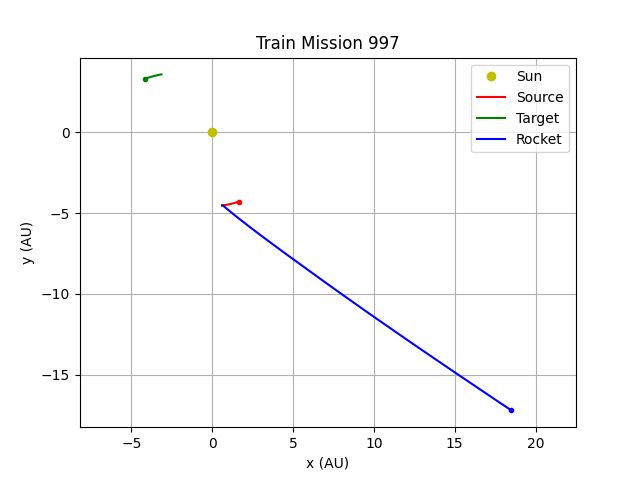 Train Mission 997
Sun
Source
Target
Rocket
y (AU)
0
−5
−10
−15
−5 0 5 10 15 20
x (AU)